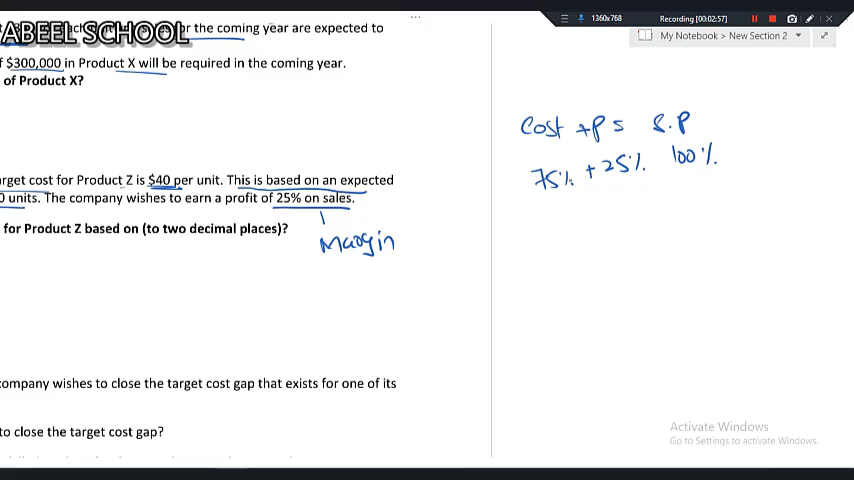 ABEEL SCHOOL
1360x768
Recording [02:57]
My Notebook > New Section 2
or the coming year are expected to
f $300,000 in Product X will be required in the coming year.
of Product X?
arget cost for Product Z is $40 per unit. This is based on an expected
0 units. The company wishes to earn a profit of 25% on sales.
for Product Z based on (to two decimal places)?
Margin
Cost + P = S.P
75% + 25% 100%
company wishes to close the target cost gap that exists for one of its
to close the target cost gap?
Activate Windows
Go to Settings to activate Windows.